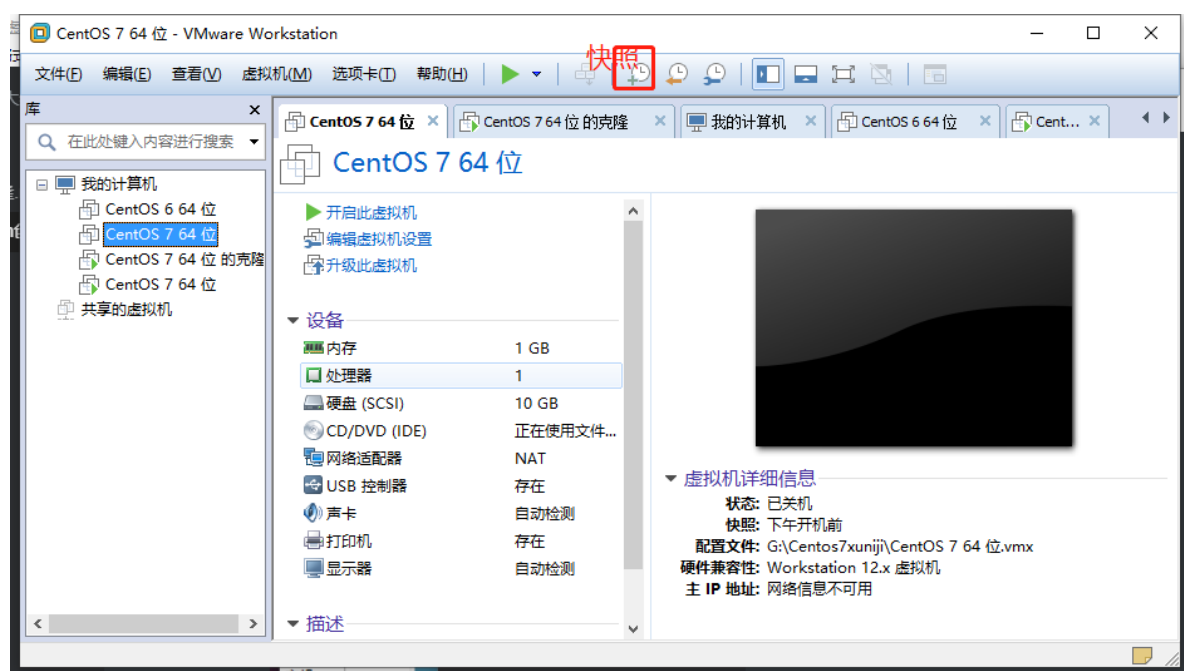 CentOS 7 64 位 - VMware Workstation
快照
文件(F) 编辑(E) 查看(V) 虚拟机(M) 选项卡(T) 帮助(H)
库
在此处键入内容进行搜索
我的计算机
CentOS 6 64 位
CentOS 7 64 位
CentOS 7 64 位 的克隆
CentOS 7 64 位
共享的虚拟机
CentOS 7 64 位 CentOS 7 64 位 的克隆 我的计算机 CentOS 6 64 位 Cent...
CentOS 7 64 位
开启此虚拟机
编辑虚拟机设置
升级此虚拟机
设备
内存 1 GB
处理器 1
硬盘 (SCSI) 10 GB
CD/DVD (IDE) 正在使用文件...
网络适配器 NAT
USB 控制器 存在
声卡 自动检测
打印机 存在
显示器 自动检测
描述
虚拟机详细信息
状态: 已关机
快照: 下午开机前
配置文件: G:\Centos7xuniji\CentOS 7 64 位.vmx
硬件兼容性: Workstation 12.x 虚拟机
主 IP 地址: 网络信息不可用